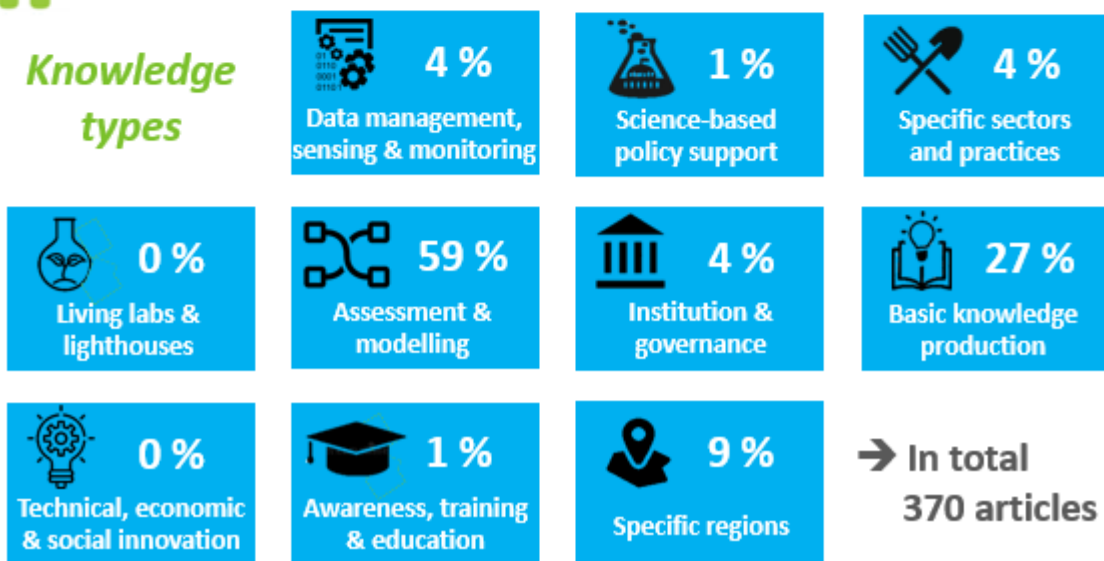 Knowledge
types
4 %
Data management,
sensing & monitoring
1 %
Science-based
policy support
4 %
Specific sectors
and practices
0 %
Living labs &
lighthouses
59 %
Assessment &
modelling
4 %
Institution &
governance
27 %
Basic knowledge
production
0 %
Technical, economic
& social innovation
1 %
Awareness, training
& education
9 %
Specific regions
➔ In total
370 articles